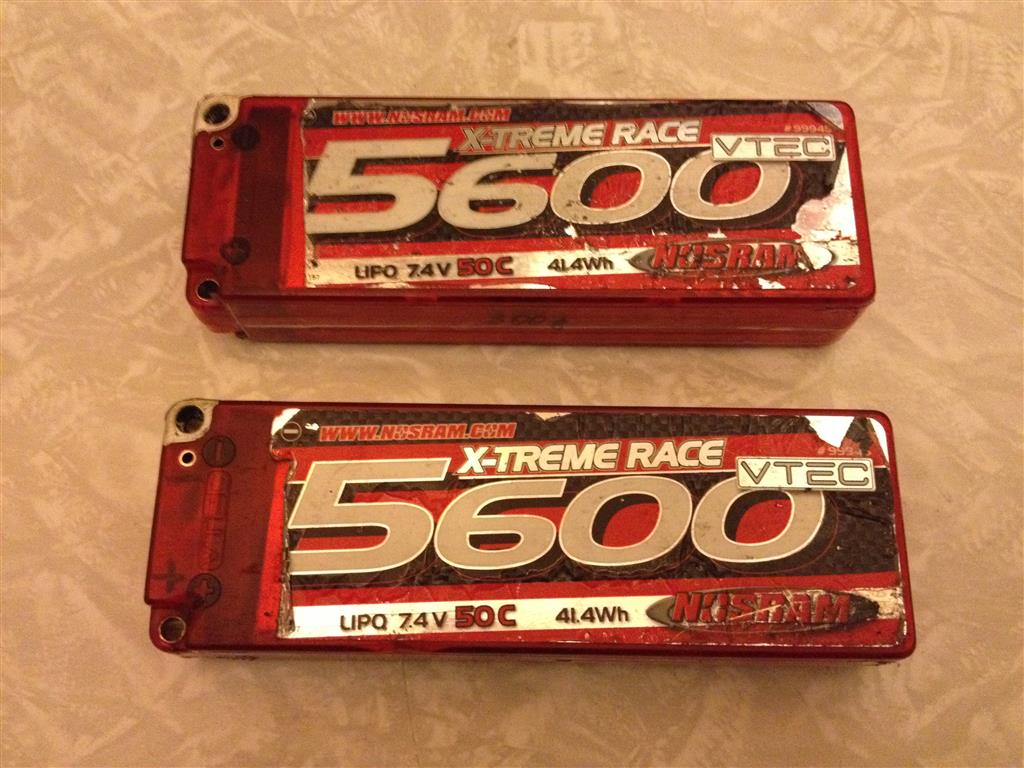 WWW.NOSRAM.COM
X-TREME RACE
#99945
VTEC
5600
LIPO 7.4V 50C 41.4Wh
NOSRAM
WWW.NOSRAM.COM
X-TREME RACE
VTEC
5600
LIPO 7.4V 50C 41.4Wh
NOSRAM